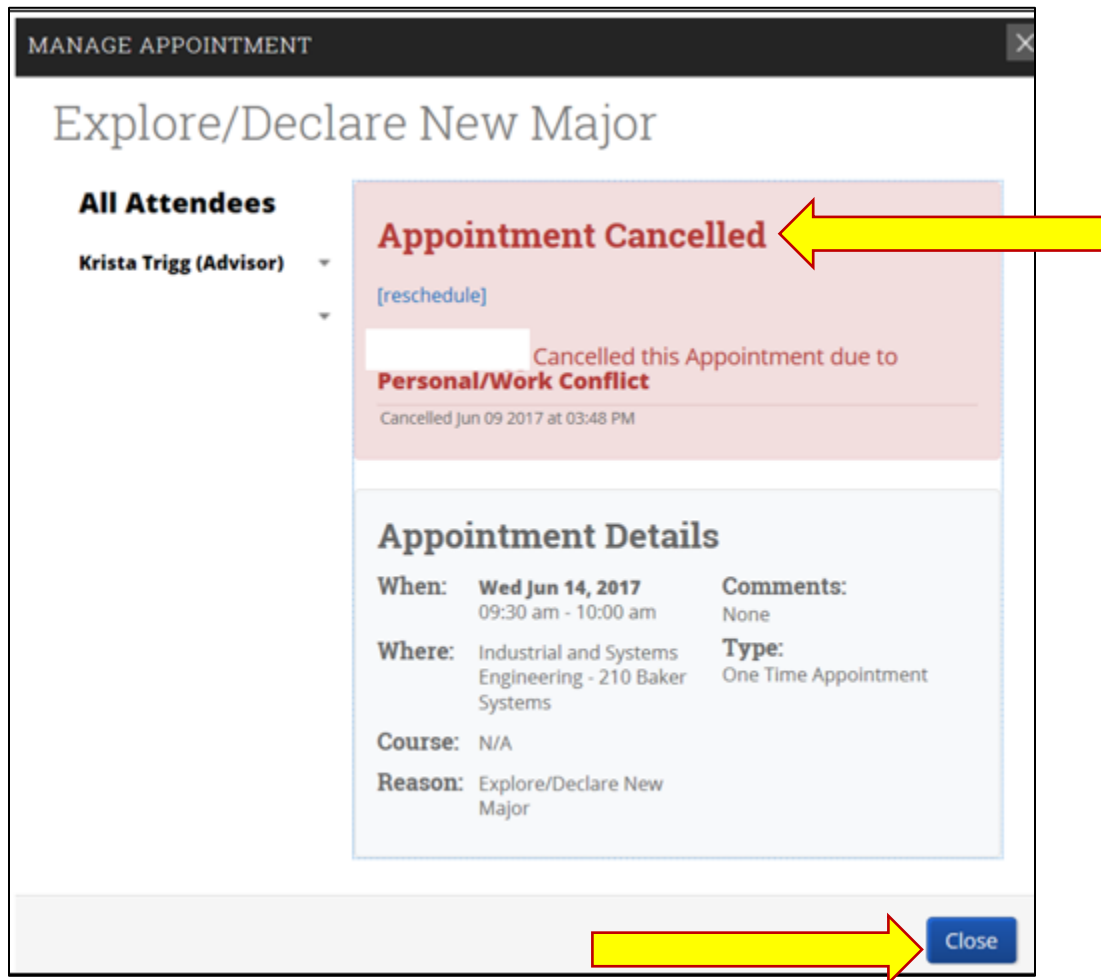 MANAGE APPOINTMENT
Explore/Declare New Major
All Attendees
Krista Trigg (Advisor)
Appointment Cancelled
[reschedule]
Cancelled this Appointment due to
Personal/Work Conflict
Cancelled Jun 09 2017 at 03:48 PM
Appointment Details
When: Wed Jun 14, 2017
09:30 am - 10:00 am
Comments:
None
Where: Industrial and Systems
Engineering - 210 Baker
Systems
Type:
One Time Appointment
Course: N/A
Reason: Explore/Declare New
Major
Close